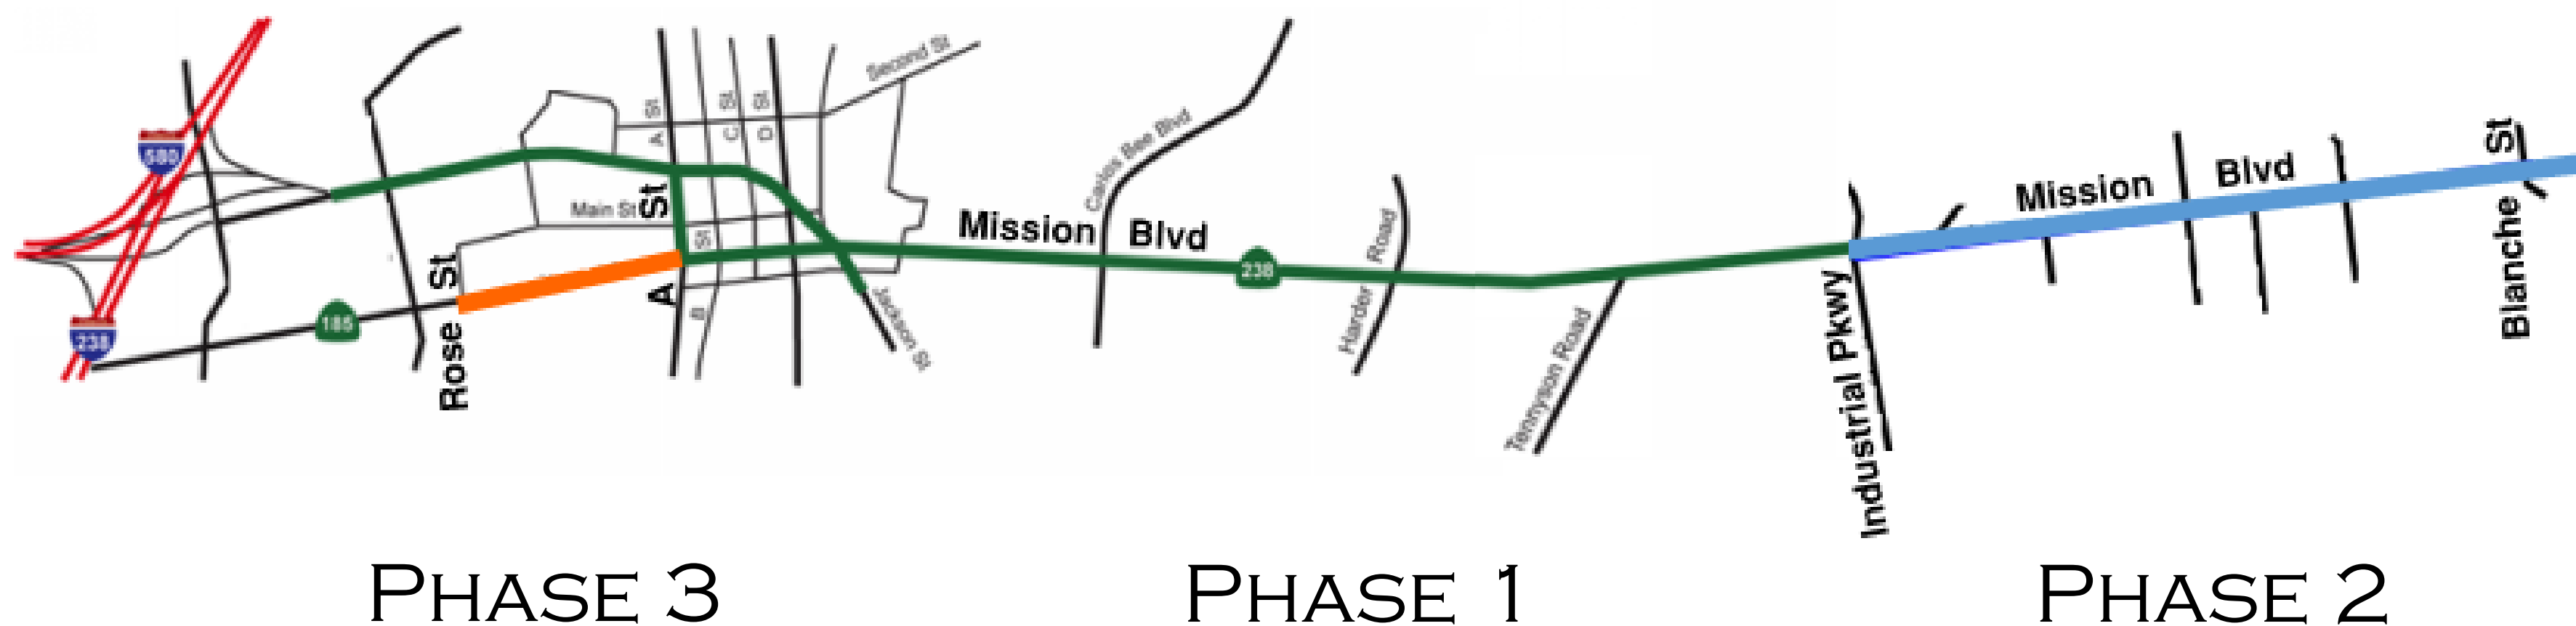 580
238
185
Rose St
Main St
A St
A St
B St
C St
D St
Second St
Jackson St
Mission Blvd
Carlos Bee Blvd
238
Harder Road
Tennyson Road
Industrial Pkwy
Mission Blvd
Blanche St
PHASE 3
PHASE 1
PHASE 2